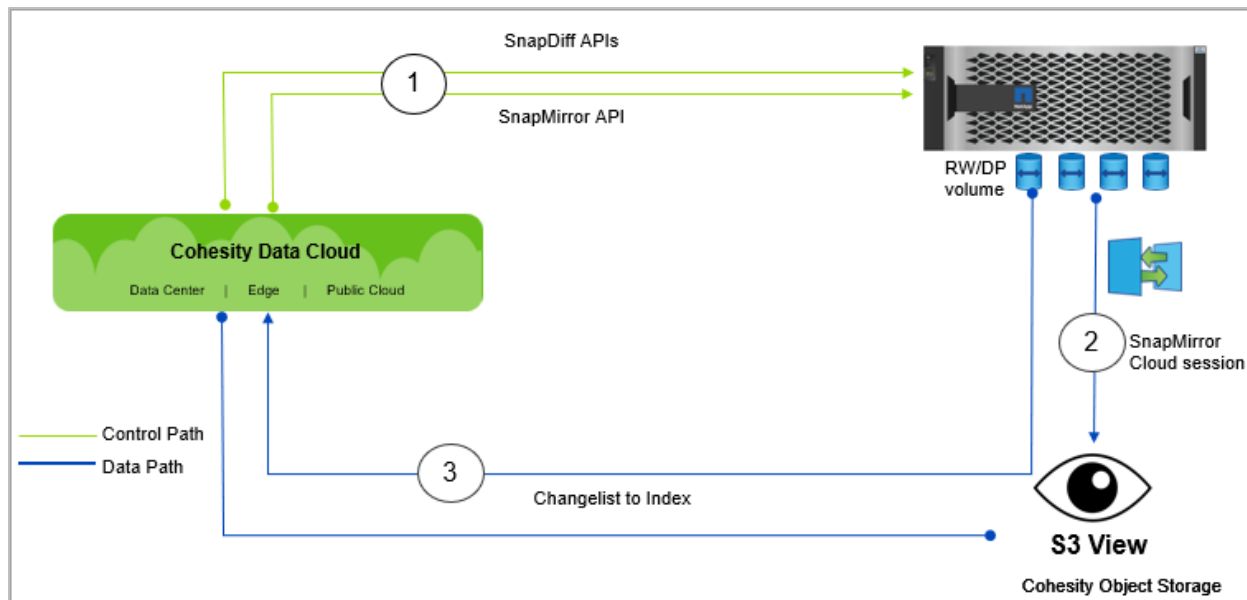 SnapDiff APIs
1
SnapMirror API
RW/DP
volume
Cohesity Data Cloud
Data Center | Edge | Public Cloud
2
SnapMirror
Cloud session
Control Path
Data Path
3
Changelist to Index
S3 View
Cohesity Object Storage